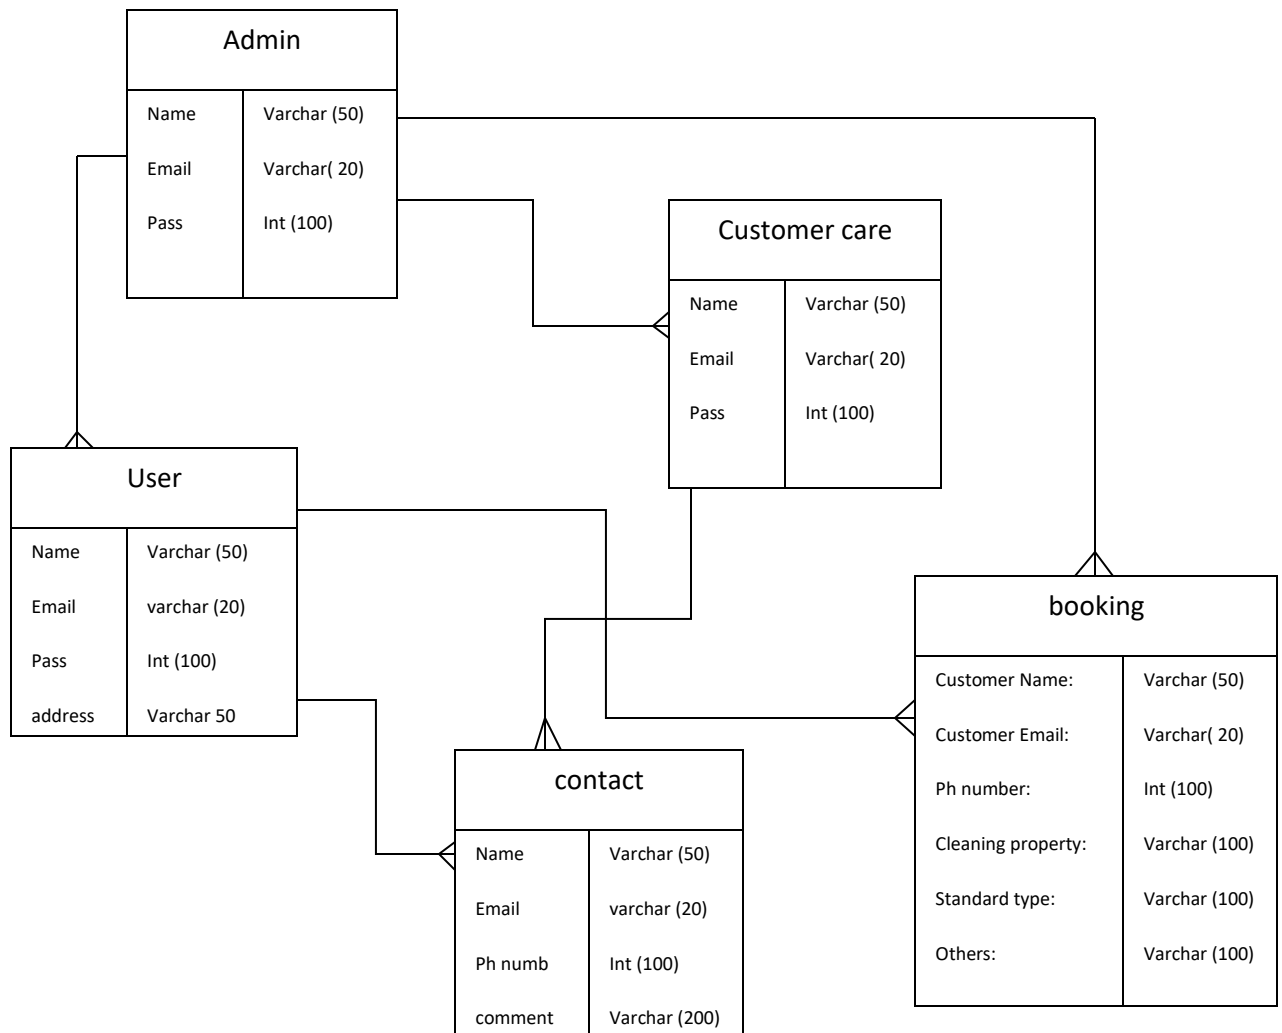 Admin
Name Varchar (50)
Email Varchar( 20)
Pass Int (100)
Customer care
Name Varchar (50)
Email Varchar( 20)
Pass Int (100)
User
Name Varchar (50)
Email varchar (20)
Pass Int (100)
address Varchar 50
booking
Customer Name: Varchar (50)
Customer Email: Varchar( 20)
Ph number: Int (100)
Cleaning property: Varchar (100)
Standard type: Varchar (100)
Others: Varchar (100)
contact
Name Varchar (50)
Email varchar (20)
Ph numb Int (100)
comment Varchar (200)